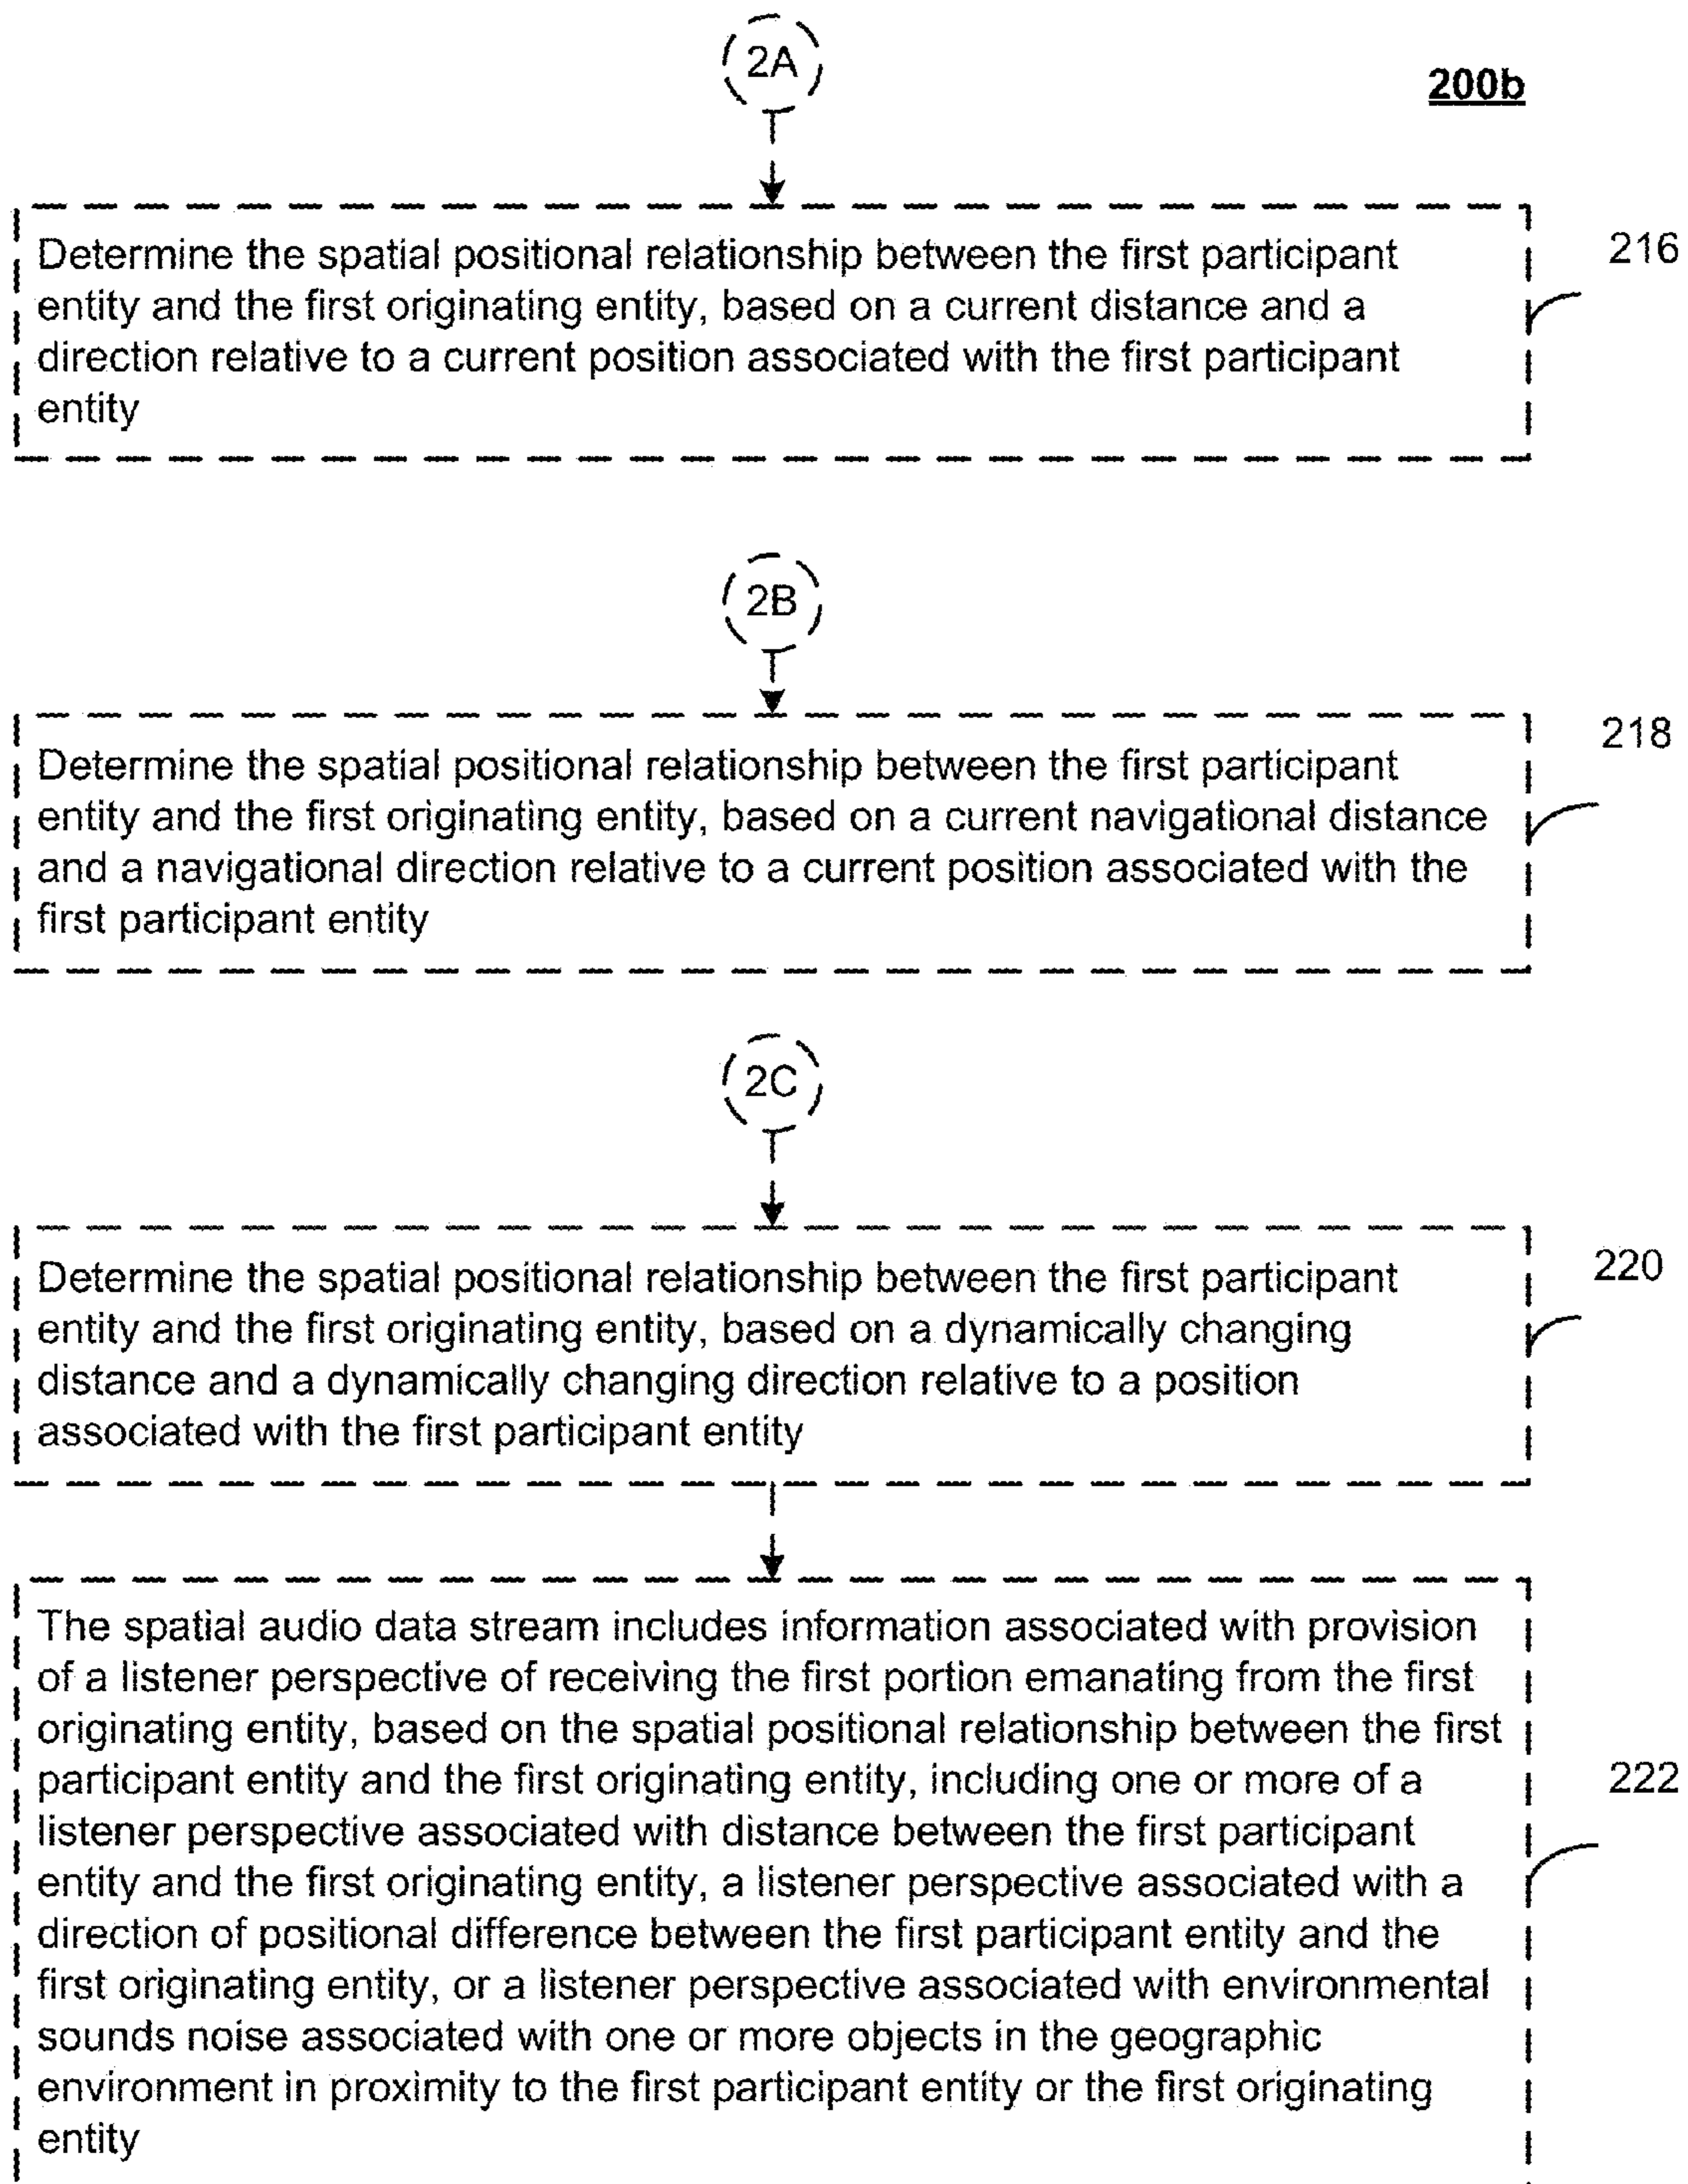 2A
200b
Determine the spatial positional relationship between the first participant
entity and the first originating entity, based on a current distance and a
direction relative to a current position associated with the first participant
entity
216
2B
Determine the spatial positional relationship between the first participant
entity and the first originating entity, based on a current navigational distance
and a navigational direction relative to a current position associated with the
first participant entity
218
2C
Determine the spatial positional relationship between the first participant
entity and the first originating entity, based on a dynamically changing
distance and a dynamically changing direction relative to a position
associated with the first participant entity
220
The spatial audio data stream includes information associated with provision
of a listener perspective of receiving the first portion emanating from the first
originating entity, based on the spatial positional relationship between the first
participant entity and the first originating entity, including one or more of a
listener perspective associated with distance between the first participant
entity and the first originating entity, a listener perspective associated with a
direction of positional difference between the first participant entity and the
first originating entity, or a listener perspective associated with environmental
sounds noise associated with one or more objects in the geographic
environment in proximity to the first participant entity or the first originating
entity
222